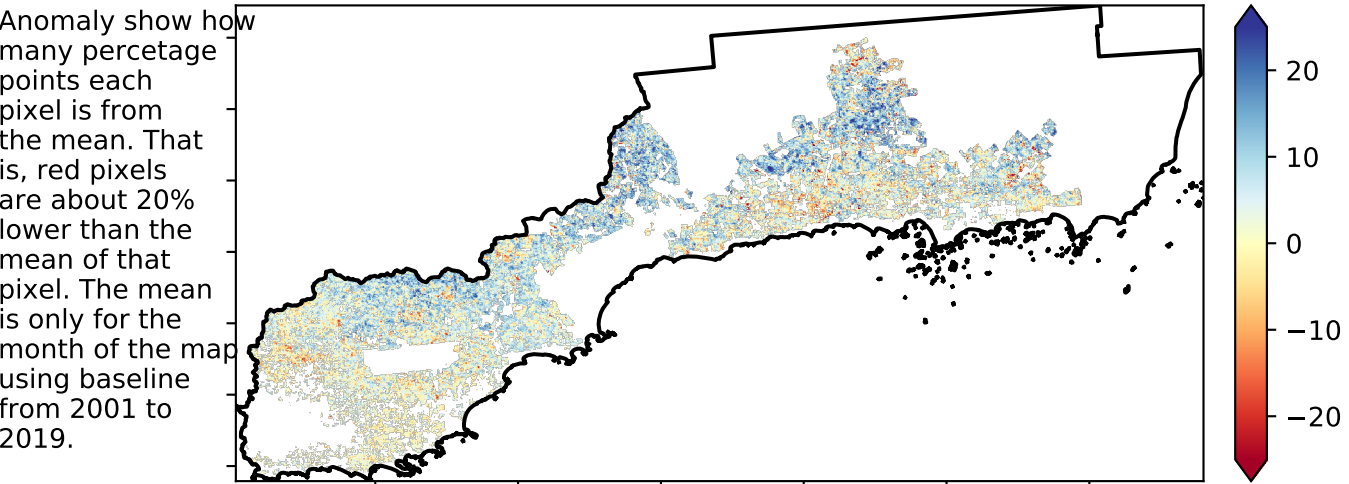 Anomaly show how
many percetage
points each
pixel is from
the mean. That
is, red pixels
are about 20%
lower than the
mean of that
pixel. The mean
is only for the
month of the map
using baseline
from 2001 to
2019.
20
10
0
−10
−20